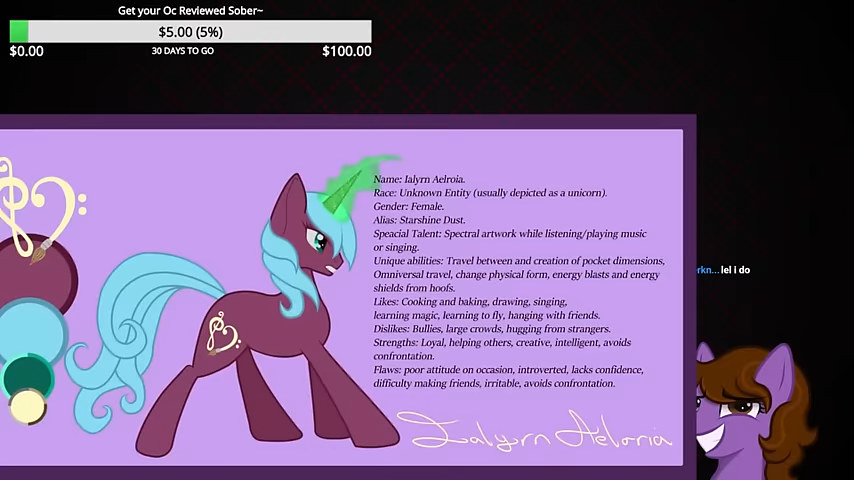 Get your Oc Reviewed Sober~
$5.00 (5%)
$0.00 30 DAYS TO GO $100.00
Name: Ialyrn Aelroia.
Race: Unknown Entity (usually depicted as a unicorn).
Gender: Female.
Alias: Starshine Dust.
Speacial Talent: Spectral artwork while listening/playing music
or singing.
Unique abilities: Travel between and creation of pocket dimensions,
Omniversal travel, change physical form, energy blasts and energy
shields from hoofs.
Likes: Cooking and baking, drawing, singing,
learning magic, learning to fly, hanging with friends.
Dislikes: Bullies, large crowds, hugging from strangers.
Strengths: Loyal, helping others, creative, intelligent, avoids
confrontation.
Flaws: poor attitude on occasion, introverted, lacks confidence,
difficulty making friends, irritable, avoids confrontation.
Ialyrn Aeloria
rkn... lel i do